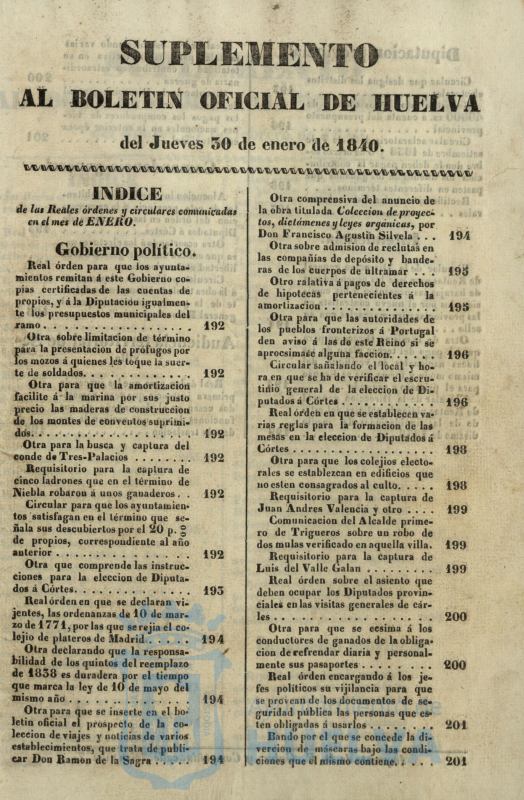 SUPLEMENTO
AL BOLETIN OFICIAL DE HUELVA
del Jueves 30 de enero de 1840.
INDICE
de las Reales órdenes y circulares comunicadas
en el mes de ENERO.
Gobierno político.
Real órden para que los ayunta-
mientos remitan á este Gobierno co-
pias certificadas de las cuentas de
propios, y á la Diputacion igualmen-
te los presupuestos municipales del
ramo . . . . . . . . . . . . . . . . 192
Otra sobre limitacion de término
para la presentacion de prófugos por
los mozos á quienes les toque la suer-
te de soldados. . . . . . . . . . . . 192
Otra para que la amortizacion
facilite á la marina por sus justo
precio las maderas de construccion
de los montes de conventos suprimi-
dos. . . . . . . . . . . . . . . . . 192
Otra para la busca y captura del
conde de Tres-Palacios . . . . . . . 192
Requisitorio para la captura de
cinco ladrones que en el término de
Niebla robaron á unos ganaderos. . 192
Circular para que los ayuntamien-
tos satisfagan en el término que se-
ñala sus descubiertos por el 20 p. %
de propios, correspondiente al año
anterior . . . . . . . . . . . . . . 192
Otra que comprende las instruc-
ciones para la eleccion de Diputa-
dos á Córtes. . . . . . . . . . . . . 193
Real órden en que se declaran vi-
jentes, las ordenanzas de 10 de mar-
zo de 1771, por las que se rejia el co-
lejio de plateros de Madrid . . . . . 194
Otra declarando que la responsa-
bilidad de los quintos del reemplazo
de 1838 es duradera por el tiempo
que marca la ley de 10 de mayo del
mismo año . . . . . . . . . . . . . 194
Otra para que se inserte en el bo-
letin oficial el prospecto de la co-
leccion de viajes y noticias de varios
establecimientos, que trata de publi-
car Don Ramon de la Sagra . . . . . 194
Otra comprensiva del anuncio de
la obra titulada Coleccion de proyec-
tos, dictámenes y leyes orgánicas, por
Don Francisco Agustin Silvela . . . 194
Otra sobre admision de reclutas en
las compañias de depósito y bande-
ras de los cuerpos de ultramar . . . 195
Otro ralativa á pagos de derechos
de hipotecas pertenecientes á la
amortizacion . . . . . . . . . . . . 195
Otra para que las autoridades de
los pueblos fronterizos á Portugal
den aviso á las de este Reino si se
aprocsimase alguna faccion. . . . . . 196
Circular señalando el local y ho-
ra en que se ha de verificar el escru-
tinio general de la eleccion de Di-
putados á Córtes . . . . . . . . . . 196
Real órden en que se establecen va-
rias reglas para la formacion de las
mesas en la eleccion de Diputados á
Córtes . . . . . . . . . . . . . . . 198
Otra para que los colejios electo-
rales se establezcan en edificios que
no esten consagrados al culto. . . . . 198
Requisitorio para la captura de
Juan Andres Valencia y otro . . . . 199
Comunicacion del Alcalde prime-
ro de Trigueros sobre un robo de
dos mulas verificado en aquella villa. 199
Requisitorio para la captura de
Luis del Valle Galan . . . . . . . . 199
Real órden sobre el asiento que
deben ocupar los Diputados provin-
ciales en las visitas generales de cár-
les . . . . . . . . . . . . . . . . . 200
Otra para que se ecsima á los
conductores de ganados de la obliga-
cion de refrendar diaria y personal-
mente sus pasaportes . . . . . . . . 200
Real órden encargando á los je-
fes políticos su vijilancia para que
se provean de los documentos de se-
guridad pública las personas que es-
ten obligadas á usarlos . . . . . . . 201
Bando por el que se concede la di-
vercion de máscaras bajo las condi-
ciones que el mismo contiene. . . . . 201